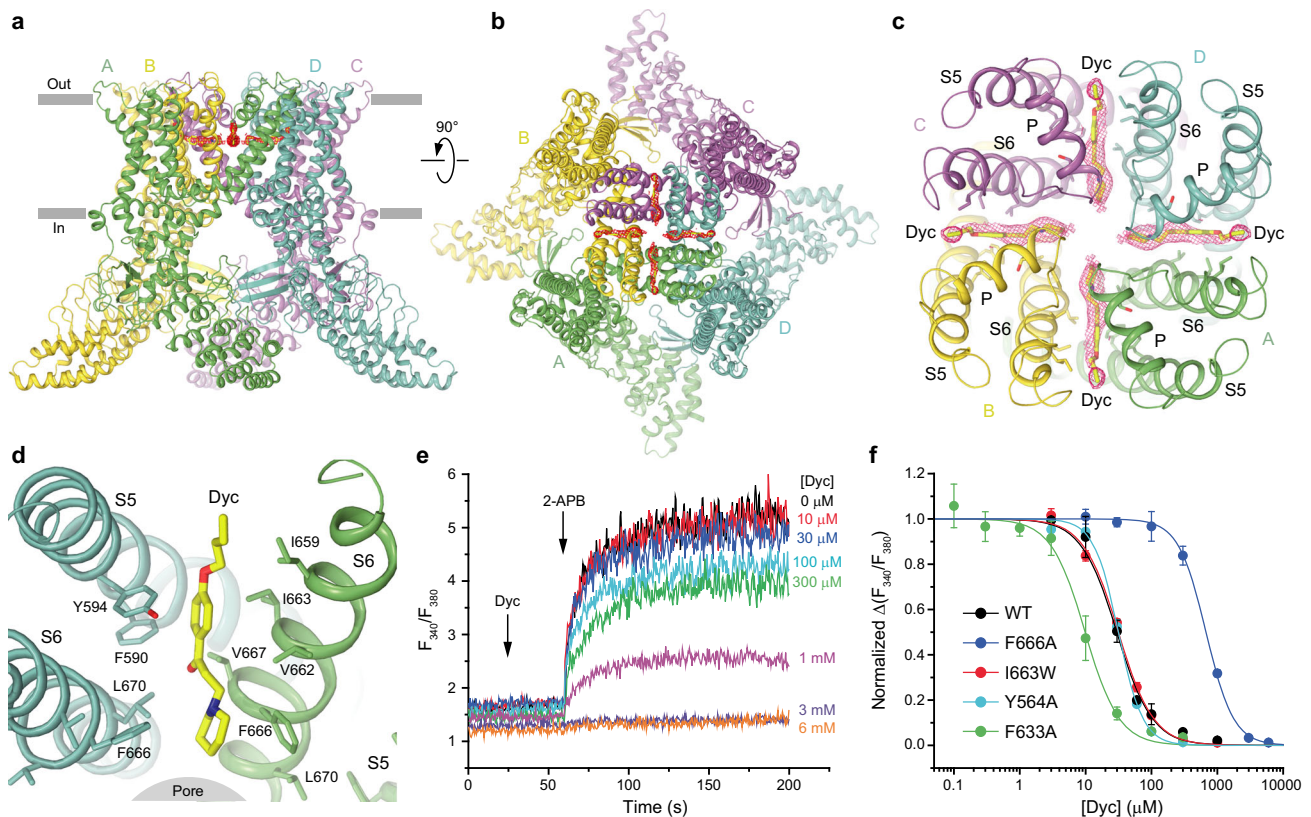 a
A
B
D
C
Out
In
90°
b
B
C
A
D
c
Dyc
D
S5
S5
P
C
S6
S6
P
Dyc
Dyc
P
S6
S6
P
A
S5
S5
B
Dyc
d
S5
Dyc
I659
S6
Y594
I663
S6
F590
V667
V662
L670
F666
F666
L670
S5
Pore
e
[Dyc]
0 µM
10 µM
30 µM
100 µM
300 µM
1 mM
3 mM
6 mM
2-APB
Dyc
F340/F380
6
5
4
3
2
1
0
50
100
150
200
Time (s)
f
Normalized Δ(F340/F380)
1.2
1.0
0.8
0.6
0.4
0.2
0.0
WT
F666A
I663W
Y564A
F633A
0.1
1
10
100
1000
10000
[Dyc] (µM)